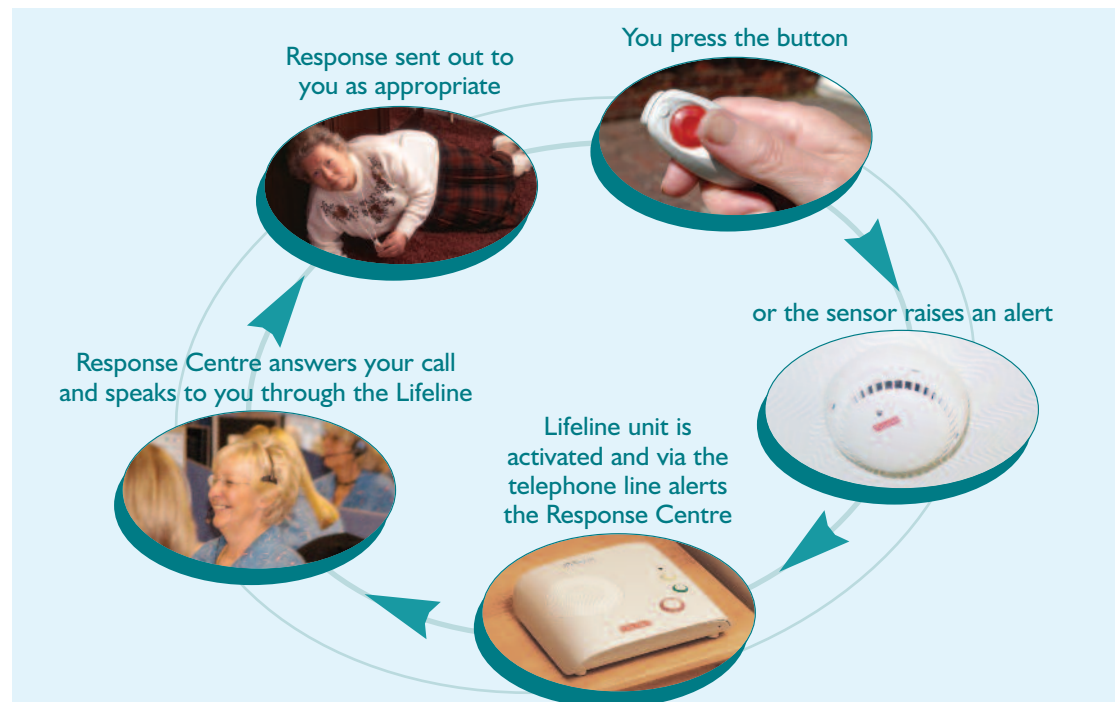 You press the button
or the sensor raises an alert
Lifeline unit is
activated and via the
telephone line alerts
the Response Centre
Response Centre answers your call
and speaks to you through the Lifeline
Response sent out to
you as appropriate